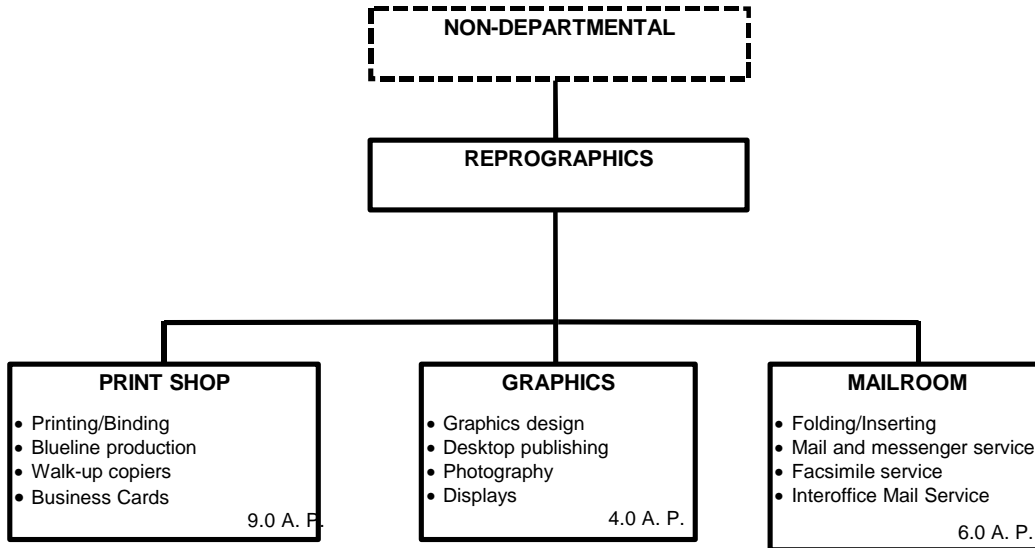 NON-DEPARTMENTAL
REPROGRAPHICS
PRINT SHOP
• Printing/Binding
• Blueline production
• Walk-up copiers
• Business Cards
9.0 A. P.
GRAPHICS
• Graphics design
• Desktop publishing
• Photography
• Displays
4.0 A. P.
MAILROOM
• Folding/Inserting
• Mail and messenger service
• Facsimile service
• Interoffice Mail Service
6.0 A. P.